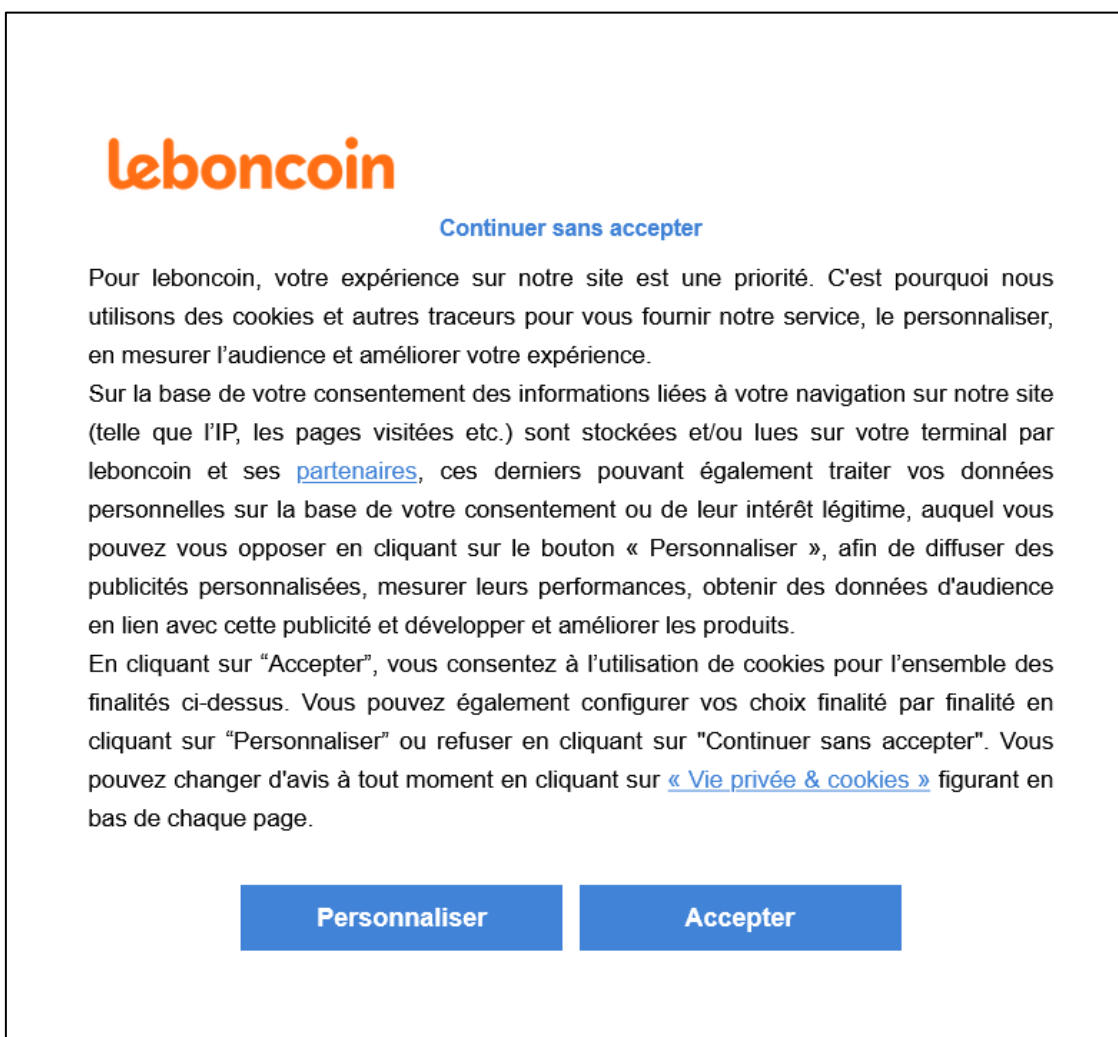 leboncoin
Continuer sans accepter
Pour leboncoin, votre expérience sur notre site est une priorité. C'est pourquoi nous
utilisons des cookies et autres traceurs pour vous fournir notre service, le personnaliser,
en mesurer l’audience et améliorer votre expérience.
Sur la base de votre consentement des informations liées à votre navigation sur notre site
(telle que l’IP, les pages visitées etc.) sont stockées et/ou lues sur votre terminal par
leboncoin et ses partenaires, ces derniers pouvant également traiter vos données
personnelles sur la base de votre consentement ou de leur intérêt légitime, auquel vous
pouvez vous opposer en cliquant sur le bouton « Personnaliser », afin de diffuser des
publicités personnalisées, mesurer leurs performances, obtenir des données d'audience
en lien avec cette publicité et développer et améliorer les produits.
En cliquant sur “Accepter”, vous consentez à l’utilisation de cookies pour l’ensemble des
finalités ci-dessus. Vous pouvez également configurer vos choix finalité par finalité en
cliquant sur “Personnaliser” ou refuser en cliquant sur "Continuer sans accepter". Vous
pouvez changer d'avis à tout moment en cliquant sur « Vie privée & cookies » figurant en
bas de chaque page.
Personnaliser Accepter